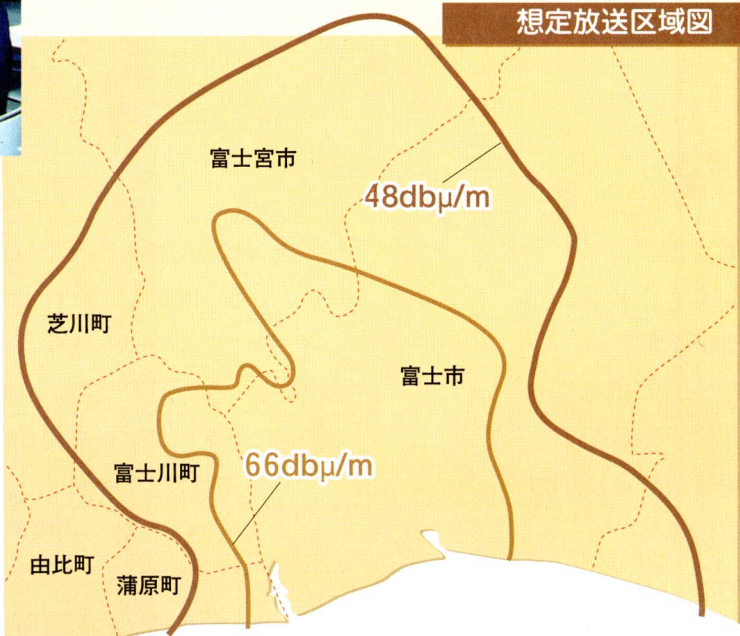 想定放送区域図
富士宮市
48dbμ/m
芝川町
富士市
富士川町
66dbμ/m
由比町
蒲原町